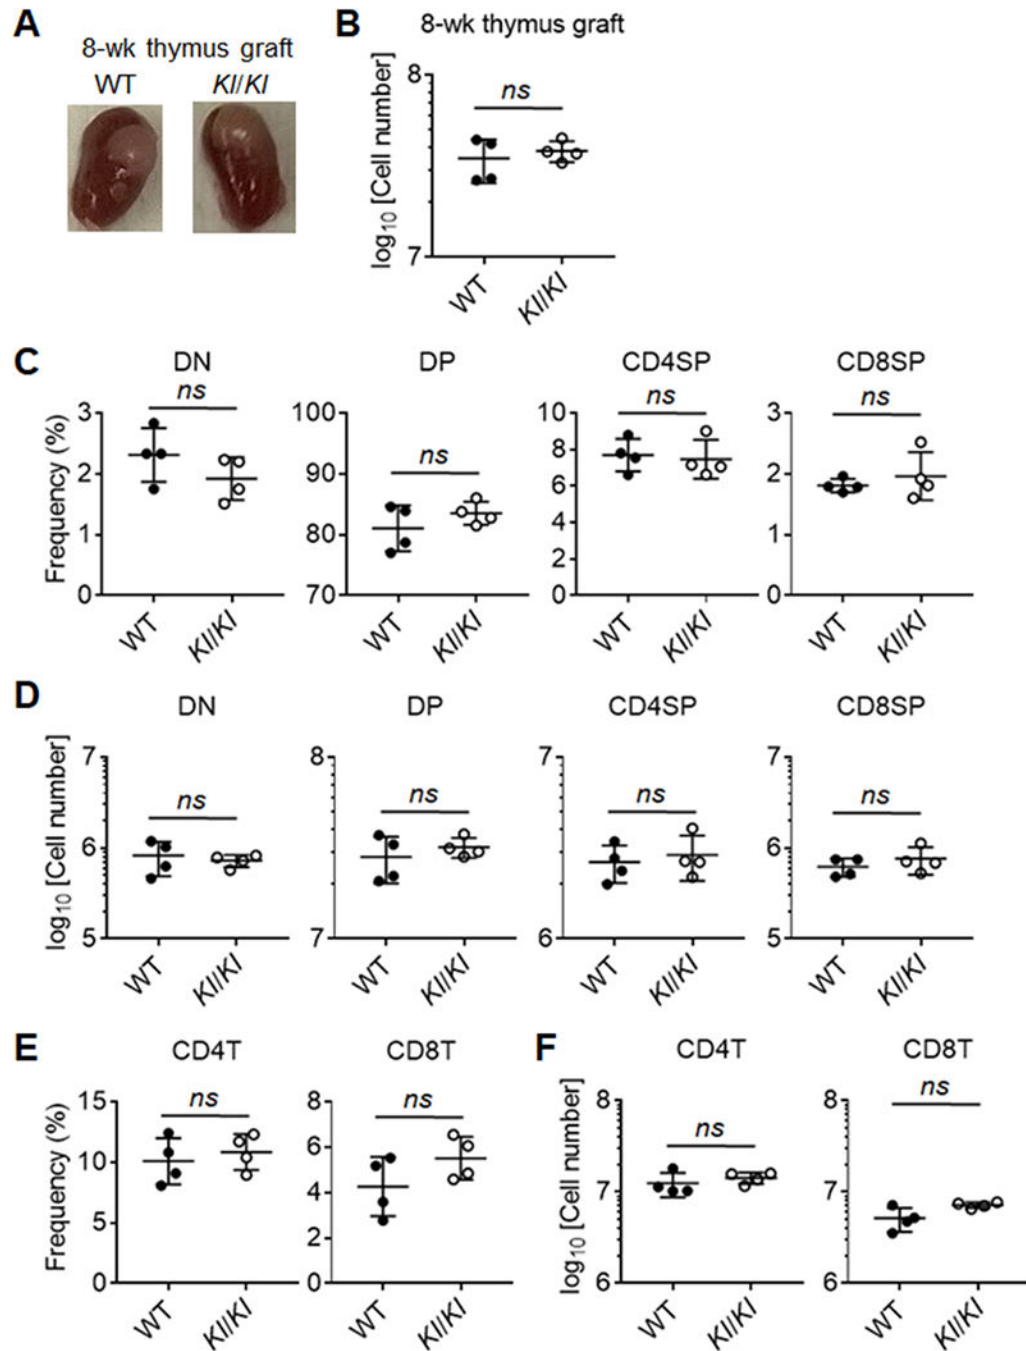 A
8-wk thymus graft
WT KI/KI
B
8-wk thymus graft
log10 [Cell number]
8
7
ns
WT KI/KI
C
DN DP CD4SP CD8SP
Frequency (%)
3
2
1
0
ns
WT KI/KI
100
90
80
70
ns
WT KI/KI
10
8
6
4
2
0
ns
WT KI/KI
3
2
1
0
ns
WT KI/KI
D
DN DP CD4SP CD8SP
log10 [Cell number]
7
6
5
ns
WT KI/KI
8
7
ns
WT KI/KI
7
6
ns
WT KI/KI
7
6
5
ns
WT KI/KI
E
CD4T CD8T
Frequency (%)
15
10
5
0
ns
WT KI/KI
8
6
4
2
0
ns
WT KI/KI
F
CD4T CD8T
log10 [Cell number]
8
7
6
ns
WT KI/KI
8
7
6
ns
WT KI/KI